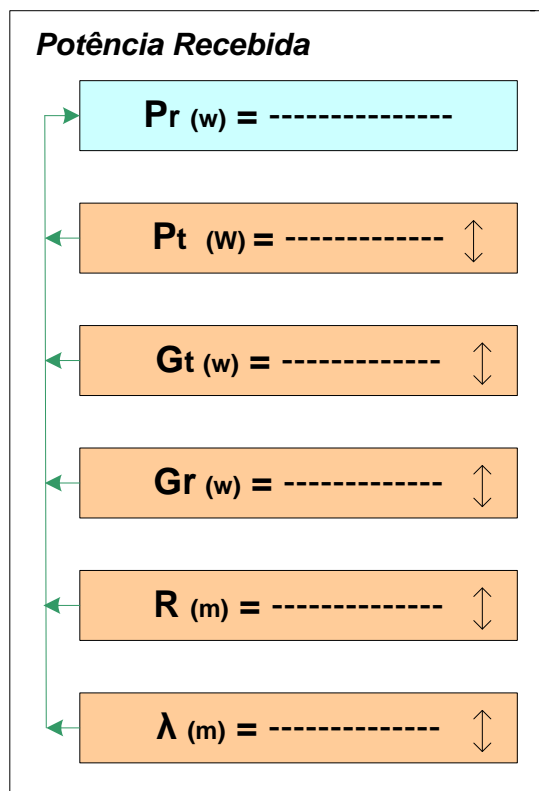 Potência Recebida
Pr (w) = ---------------
Pt (W) = -------------
Gt (w) = -------------
Gr (w) = -------------
R (m) = --------------
λ (m) = --------------